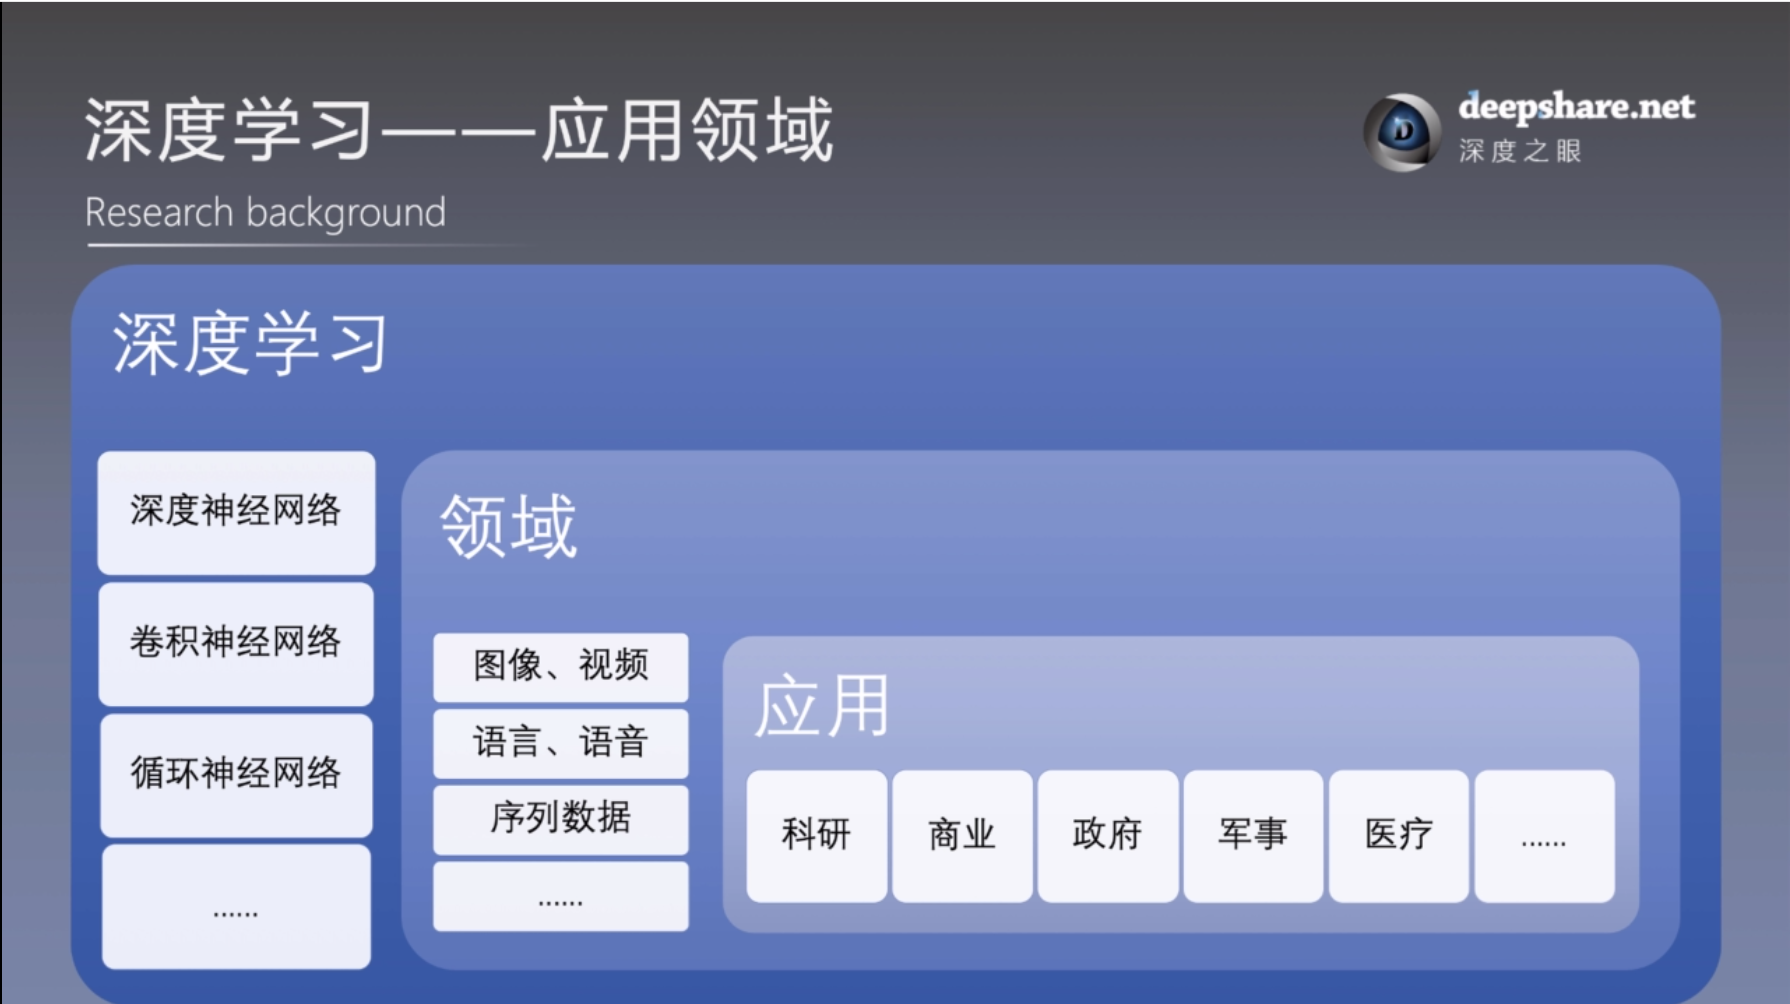 深度学习——应用领域
deepshare.net
深度之眼
Research background
深度学习
深度神经网络
卷积神经网络
循环神经网络
......
领域
图像、视频
语言、语音
序列数据
......
应用
科研
商业
政府
军事
医疗
......